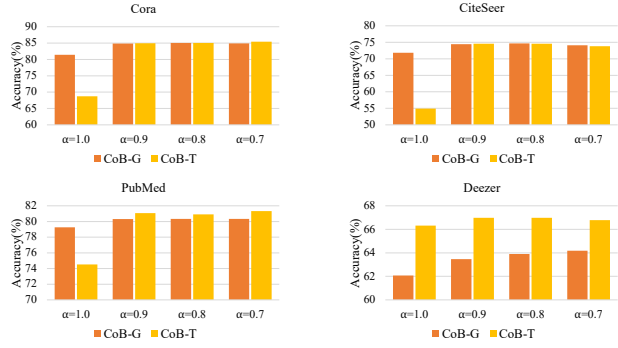 Cora
Accuracy(%)
90
85
80
75
70
65
60
α=1.0 α=0.9 α=0.8 α=0.7
CoB-G CoB-T
CiteSeer
Accuracy(%)
80
75
70
65
60
55
50
α=1.0 α=0.9 α=0.8 α=0.7
CoB-G CoB-T
PubMed
Accuracy(%)
82
80
78
76
74
72
70
α=1.0 α=0.9 α=0.8 α=0.7
CoB-G CoB-T
Deezer
Accuracy(%)
68
66
64
62
60
α=1.0 α=0.9 α=0.8 α=0.7
CoB-G CoB-T